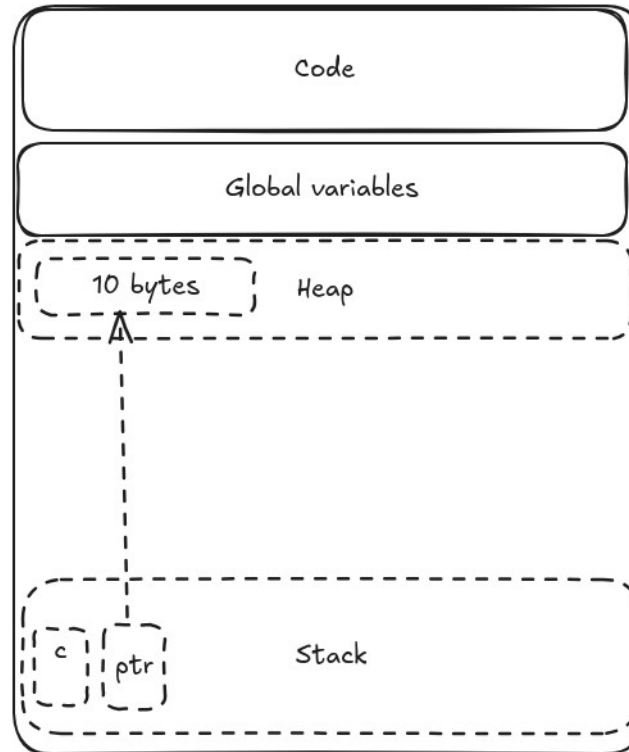 Code
Global variables
10 bytes
Heap
c
ptr
Stack